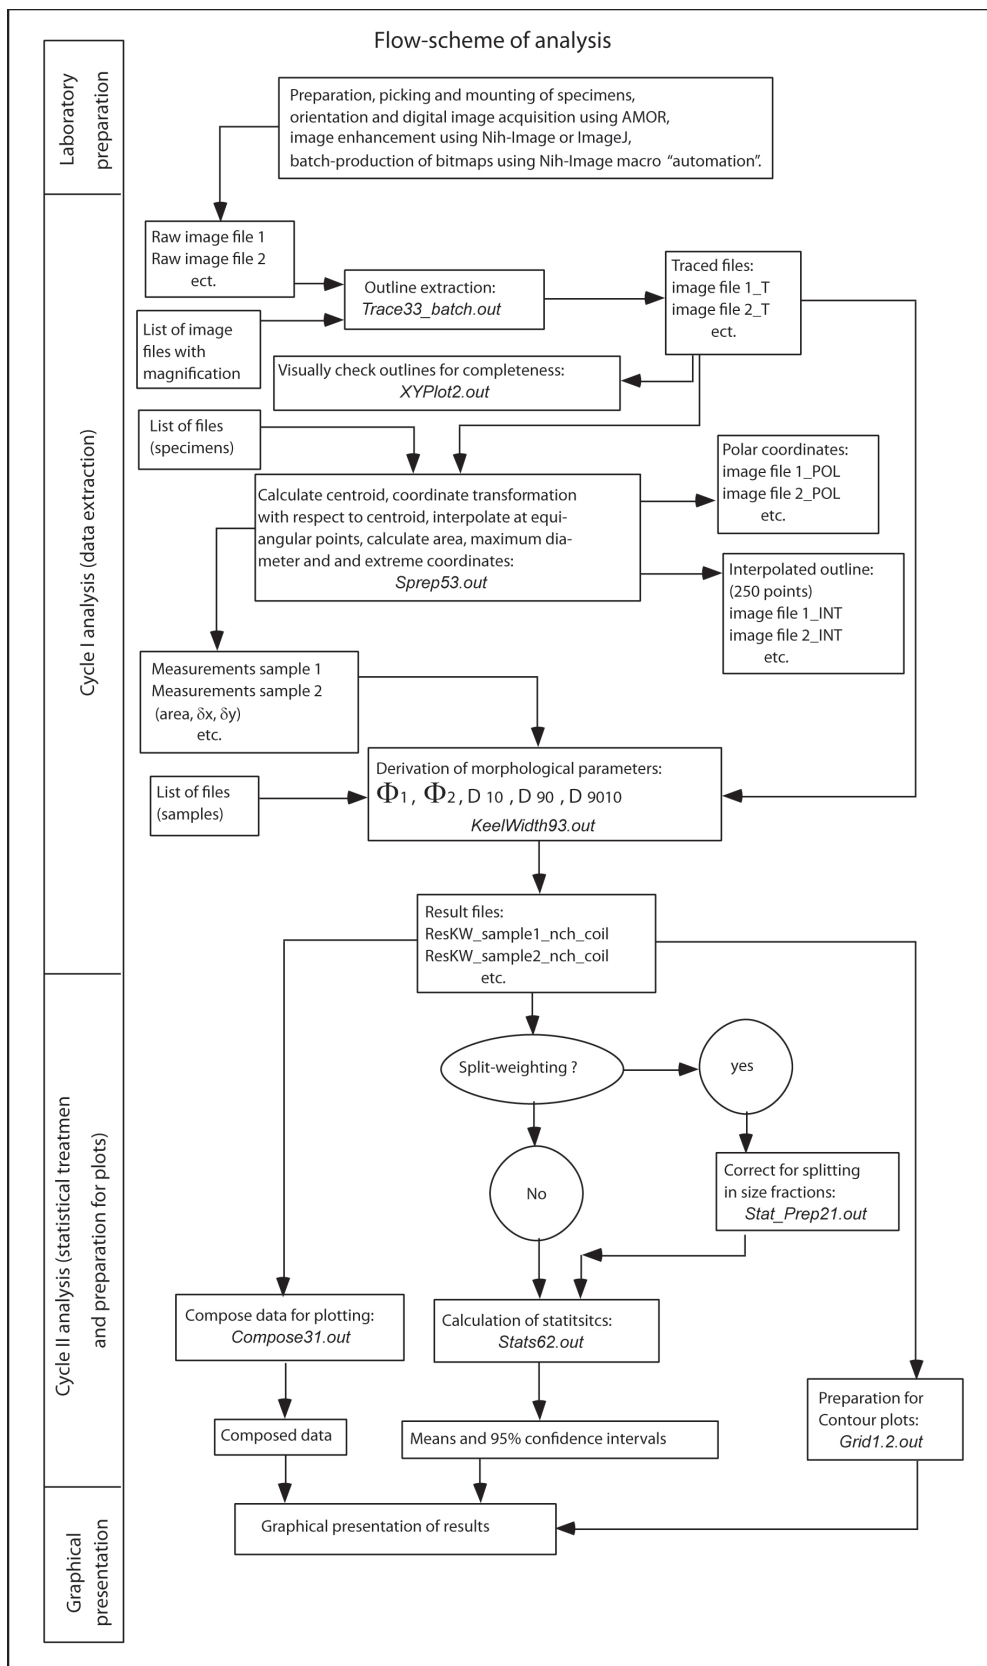 Flow-scheme of analysis
Laboratory
preparation
Preparation, picking and mounting of specimens,
orientation and digital image acquisition using AMOR,
image enhancement using Nih-Image or ImageJ,
batch-production of bitmaps using Nih-Image macro “automation”.
Cycle I analysis (data extraction)
Raw image file 1
Raw image file 2
ect.
Outline extraction:
Trace33_batch.out
Traced files:
image file 1_T
image file 2_T
ect.
List of image
files with
magnification
Visually check outlines for completeness:
XYPlot2.out
List of files
(specimens)
Polar coordinates:
image file 1_POL
image file 2_POL
etc.
Calculate centroid, coordinate transformation
with respect to centroid, interpolate at equi-
angular points, calculate area, maximum dia-
meter and and extreme coordinates:
Sprep53.out
Interpolated outline:
(250 points)
image file 1_INT
image file 2_INT
etc.
Measurements sample 1
Measurements sample 2
(area, δx, δy)
etc.
List of files
(samples)
Derivation of morphological parameters:
Φ1 , Φ2 , D 10 , D 90 , D 9010
KeelWidth93.out
Result files:
ResKW_sample1_nch_coil
ResKW_sample2_nch_coil
etc.
Cycle II analysis (statistical treatmen
and preparation for plots)
Split-weighting ?
yes
No
Correct for splitting
in size fractions:
Stat_Prep21.out
Compose data for plotting:
Compose31.out
Calculation of statitsitcs:
Stats62.out
Preparation for
Contour plots:
Grid1.2.out
Composed data
Means and 95% confidence intervals
Graphical
presentation
Graphical presentation of results